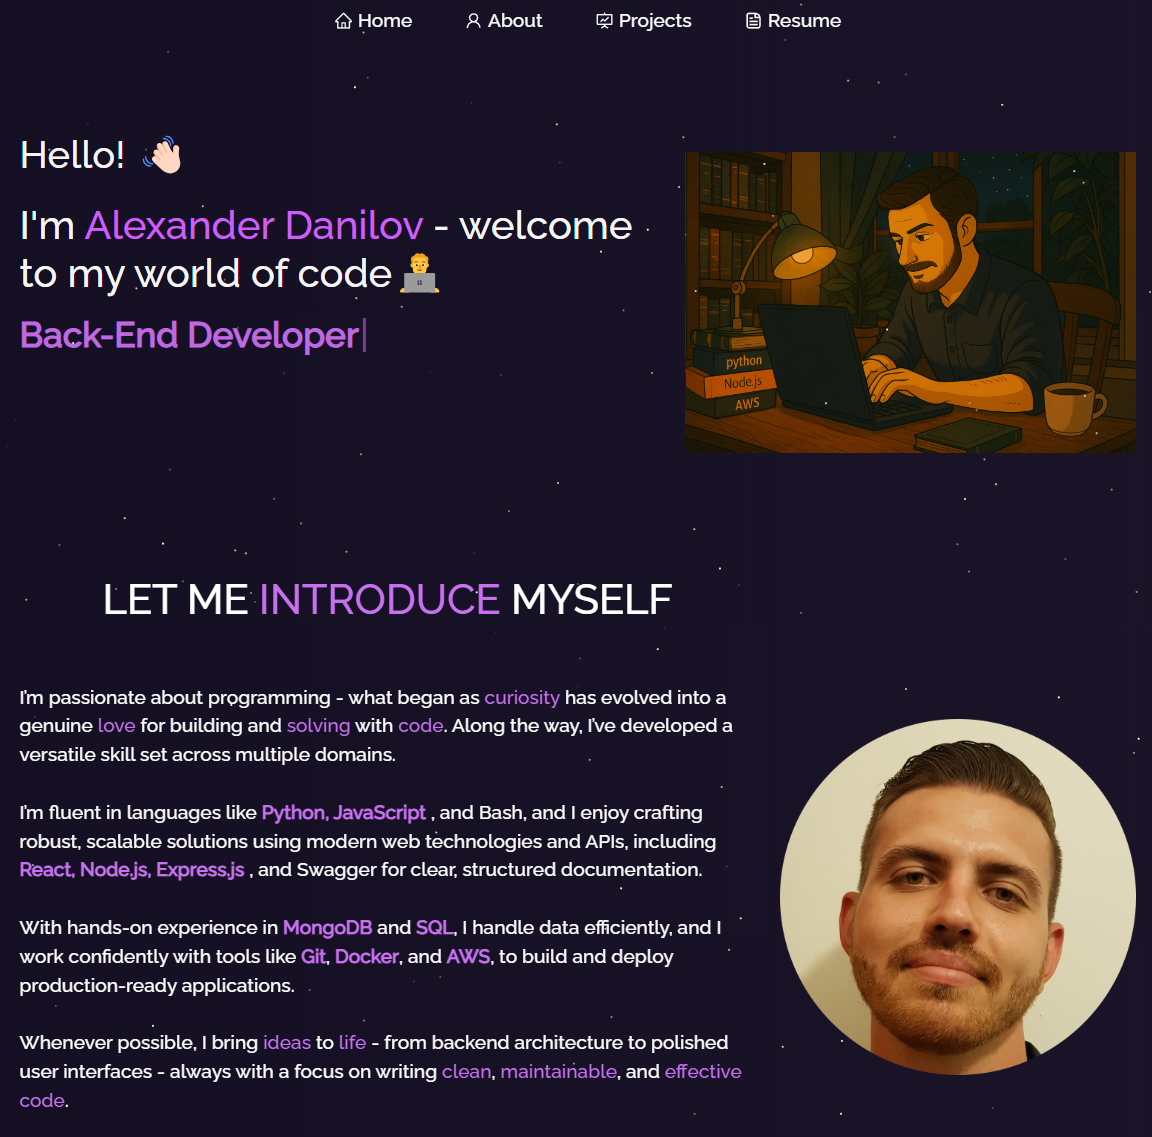 Home About Projects Resume
Hello! 👋🏻
I'm Alexander Danilov - welcome
to my world of code 👨‍💻
Back-End Developer|
python
Node.js
AWS
LET ME INTRODUCE MYSELF
I'm passionate about programming - what began as curiosity has evolved into a
genuine love for building and solving with code. Along the way, I've developed a
versatile skill set across multiple domains.
I'm fluent in languages like Python, JavaScript , and Bash, and I enjoy crafting
robust, scalable solutions using modern web technologies and APIs, including
React, Node.js, Express.js , and Swagger for clear, structured documentation.
With hands-on experience in MongoDB and SQL, I handle data efficiently, and I
work confidently with tools like Git, Docker, and AWS, to build and deploy
production-ready applications.
Whenever possible, I bring ideas to life - from backend architecture to polished
user interfaces - always with a focus on writing clean, maintainable, and effective
code.